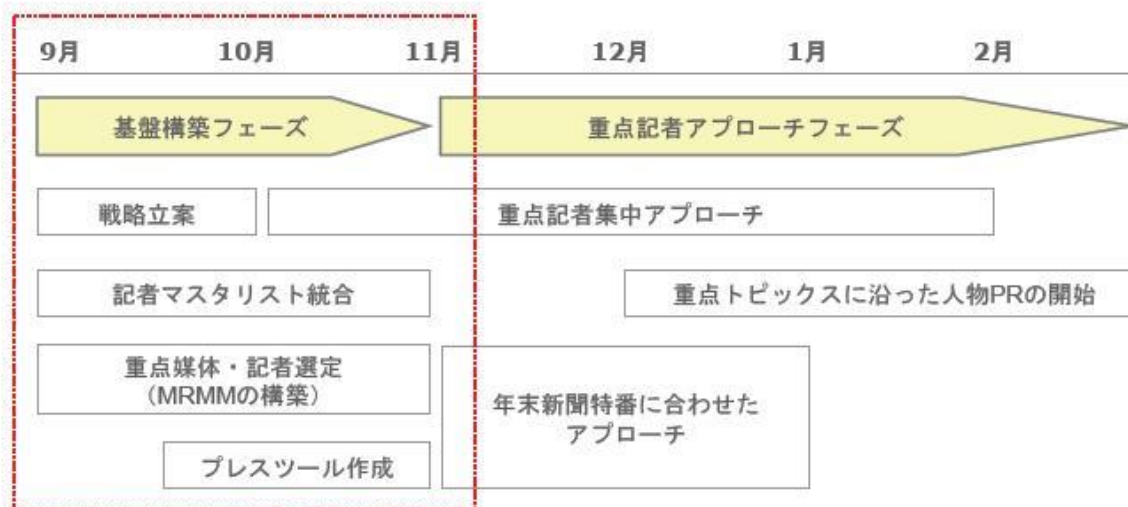 9月 10月 11月 12月 1月 2月
基盤構築フェーズ
重点記者アプローチフェーズ
戦略立案
重点記者集中アプローチ
記者マスタリスト統合
重点トピックスに沿った人物PRの開始
重点媒体・記者選定
(MRMMの構築)
年末新聞特番に合わせた
アプローチ
プレスツール作成